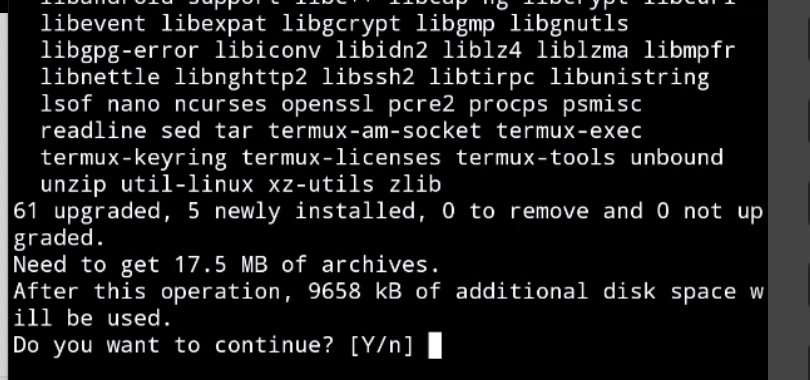 libevent libexpat libgcrypt libgmp libgnutls
libgpg-error libiconv libidn2 liblz4 liblzma libmpfr
libnettle libnghttp2 libssh2 libtirpc libunistring
lsof nano ncurses openssl pcre2 procps psmisc
readline sed tar termux-am-socket termux-exec
termux-keyring termux-licenses termux-tools unbound
unzip util-linux xz-utils zlib
61 upgraded, 5 newly installed, 0 to remove and 0 not up
graded.
Need to get 17.5 MB of archives.
After this operation, 9658 kB of additional disk space w
ill be used.
Do you want to continue? [Y/n]